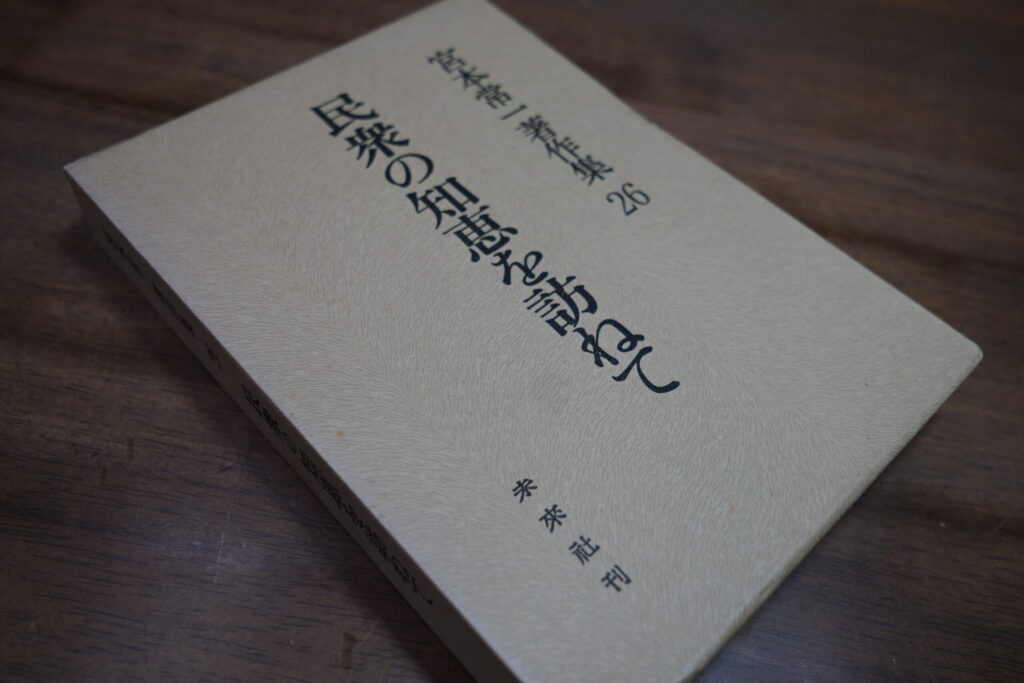 宮本常一著作集 26
民衆の知恵を訪ねて
未來社刊